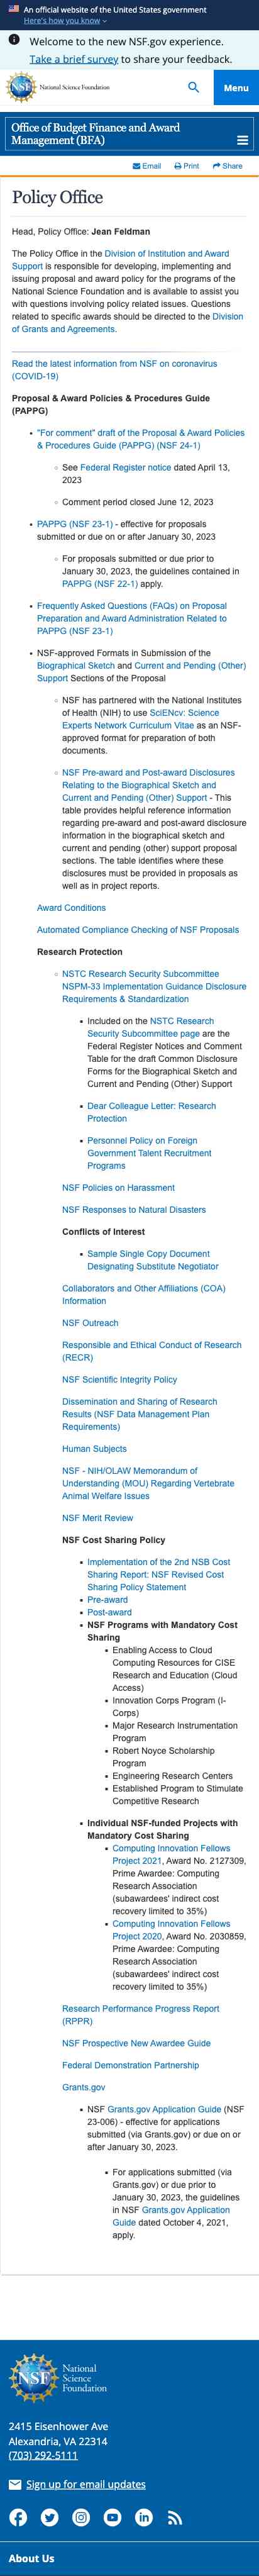 An official website of the United States government
Here's how you know
Welcome to the new NSF.gov experience.
Take a brief survey to share your feedback.
NSF
National Science Foundation
Menu
Office of Budget Finance and Award
Management (BFA)
Email Print Share
Policy Office
Head, Policy Office: Jean Feldman
The Policy Office in the Division of Institution and Award
Support is responsible for developing, implementing and
issuing proposal and award policy for the programs of the
National Science Foundation and is available to assist you
with questions involving policy related issues. Questions
related to specific awards should be directed to the Division
of Grants and Agreements.
Read the latest information from NSF on coronavirus
(COVID-19)
Proposal & Award Policies & Procedures Guide
(PAPPG)
"For comment" draft of the Proposal & Award Policies
& Procedures Guide (PAPPG) (NSF 24-1)
See Federal Register notice dated April 13,
2023
Comment period closed June 12, 2023
PAPPG (NSF 23-1) - effective for proposals
submitted or due on or after January 30, 2023
For proposals submitted or due prior to
January 30, 2023, the guidelines contained in
PAPPG (NSF 22-1) apply.
Frequently Asked Questions (FAQs) on Proposal
Preparation and Award Administration Related to
PAPPG (NSF 23-1)
NSF-approved Formats in Submission of the
Biographical Sketch and Current and Pending (Other)
Support Sections of the Proposal
NSF has partnered with the National Institutes
of Health (NIH) to use SciENcv: Science
Experts Network Curriculum Vitae as an NSF-
approved format for preparation of both
documents.
NSF Pre-award and Post-award Disclosures
Relating to the Biographical Sketch and
Current and Pending (Other) Support - This
table provides helpful reference information
regarding pre-award and post-award disclosure
information in the biographical sketch and
current and pending (other) support proposal
sections. The table identifies where these
disclosures must be provided in proposals as
well as in project reports.
Award Conditions
Automated Compliance Checking of NSF Proposals
Research Protection
NSTC Research Security Subcommittee
NSPM-33 Implementation Guidance Disclosure
Requirements & Standardization
Included on the NSTC Research
Security Subcommittee page are the
Federal Register Notices and Comment
Table for the draft Common Disclosure
Forms for the Biographical Sketch and
Current and Pending (Other) Support
Dear Colleague Letter: Research
Protection
Personnel Policy on Foreign
Government Talent Recruitment
Programs
NSF Policies on Harassment
NSF Responses to Natural Disasters
Conflicts of Interest
Sample Single Copy Document
Designating Substitute Negotiator
Collaborators and Other Affiliations (COA)
Information
NSF Outreach
Responsible and Ethical Conduct of Research
(RECR)
NSF Scientific Integrity Policy
Dissemination and Sharing of Research
Results (NSF Data Management Plan
Requirements)
Human Subjects
NSF - NIH/OLAW Memorandum of
Understanding (MOU) Regarding Vertebrate
Animal Welfare Issues
NSF Merit Review
NSF Cost Sharing Policy
Implementation of the 2nd NSB Cost
Sharing Report: NSF Revised Cost
Sharing Policy Statement
Pre-award
Post-award
NSF Programs with Mandatory Cost
Sharing
Enabling Access to Cloud
Computing Resources for CISE
Research and Education (Cloud
Access)
Innovation Corps Program (I-
Corps)
Major Research Instrumentation
Program
Robert Noyce Scholarship
Program
Engineering Research Centers
Established Program to Stimulate
Competitive Research
Individual NSF-funded Projects with
Mandatory Cost Sharing
Computing Innovation Fellows
Project 2021, Award No. 2127309,
Prime Awardee: Computing
Research Association
(subawardees' indirect cost
recovery limited to 35%)
Computing Innovation Fellows
Project 2020, Award No. 2030859,
Prime Awardee: Computing
Research Association
(subawardees' indirect cost
recovery limited to 35%)
Research Performance Progress Report
(RPPR)
NSF Prospective New Awardee Guide
Federal Demonstration Partnership
Grants.gov
NSF Grants.gov Application Guide (NSF
23-006) - effective for applications
submitted (via Grants.gov) or due on or
after January 30, 2023.
For applications submitted (via
Grants.gov) or due prior to
January 30, 2023, the guidelines
in NSF Grants.gov Application
Guide dated October 4, 2021,
apply.
NSF
National
Science
Foundation
2415 Eisenhower Ave
Alexandria, VA 22314
(703) 292-5111
Sign up for email updates
About Us